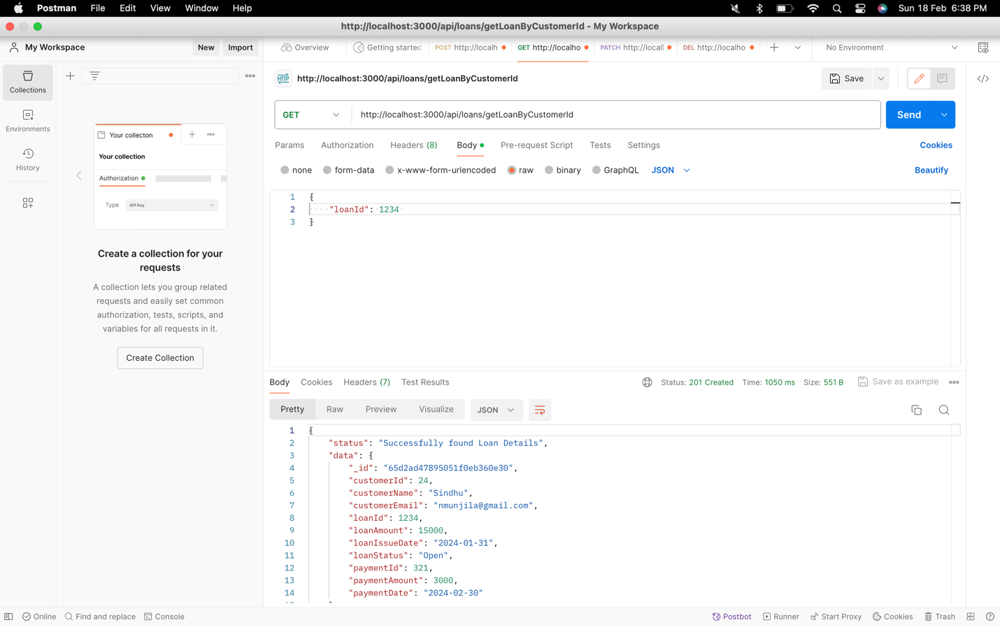 Postman File Edit View Window Help Sun 18 Feb 6:38 PM
http://localhost:3000/api/loans/getLoanByCustomerId - My Workspace
My Workspace New Import Overview Getting started POST http://localh GET http://localho PATCH http://local DEL http://localho No Environment
Collections
Environments
History
Your collecton
Your collection
Authorization
Type API Key
Create a collection for your
requests
A collection lets you group related
requests and easily set common
authorization, tests, scripts, and
variables for all requests in it.
Create Collection
HTTP http://localhost:3000/api/loans/getLoanByCustomerId Save
GET http://localhost:3000/api/loans/getLoanByCustomerId Send
Params Authorization Headers (8) Body Pre-request Script Tests Settings Cookies
none form-data x-www-form-urlencoded raw binary GraphQL JSON Beautify
1 {
2 "loanId": 1234
3 }
Body Cookies Headers (7) Test Results Status: 201 Created Time: 1050 ms Size: 551 B Save as example
Pretty Raw Preview Visualize JSON
1 {
2 "status": "Successfully found Loan Details",
3 "data": {
4 "_id": "65d2ad47895051f0eb360e30",
5 "customerId": 24,
6 "customerName": "Sindhu",
7 "customerEmail": "nmunjila@gmail.com",
8 "loanId": 1234,
9 "loanAmount": 15000,
10 "loanIssueDate": "2024-01-31",
11 "loanStatus": "Open",
12 "paymentId": 321,
13 "paymentAmount": 3000,
14 "paymentDate": "2024-02-30"
Online Find and replace Console Postbot Runner Start Proxy Cookies Trash